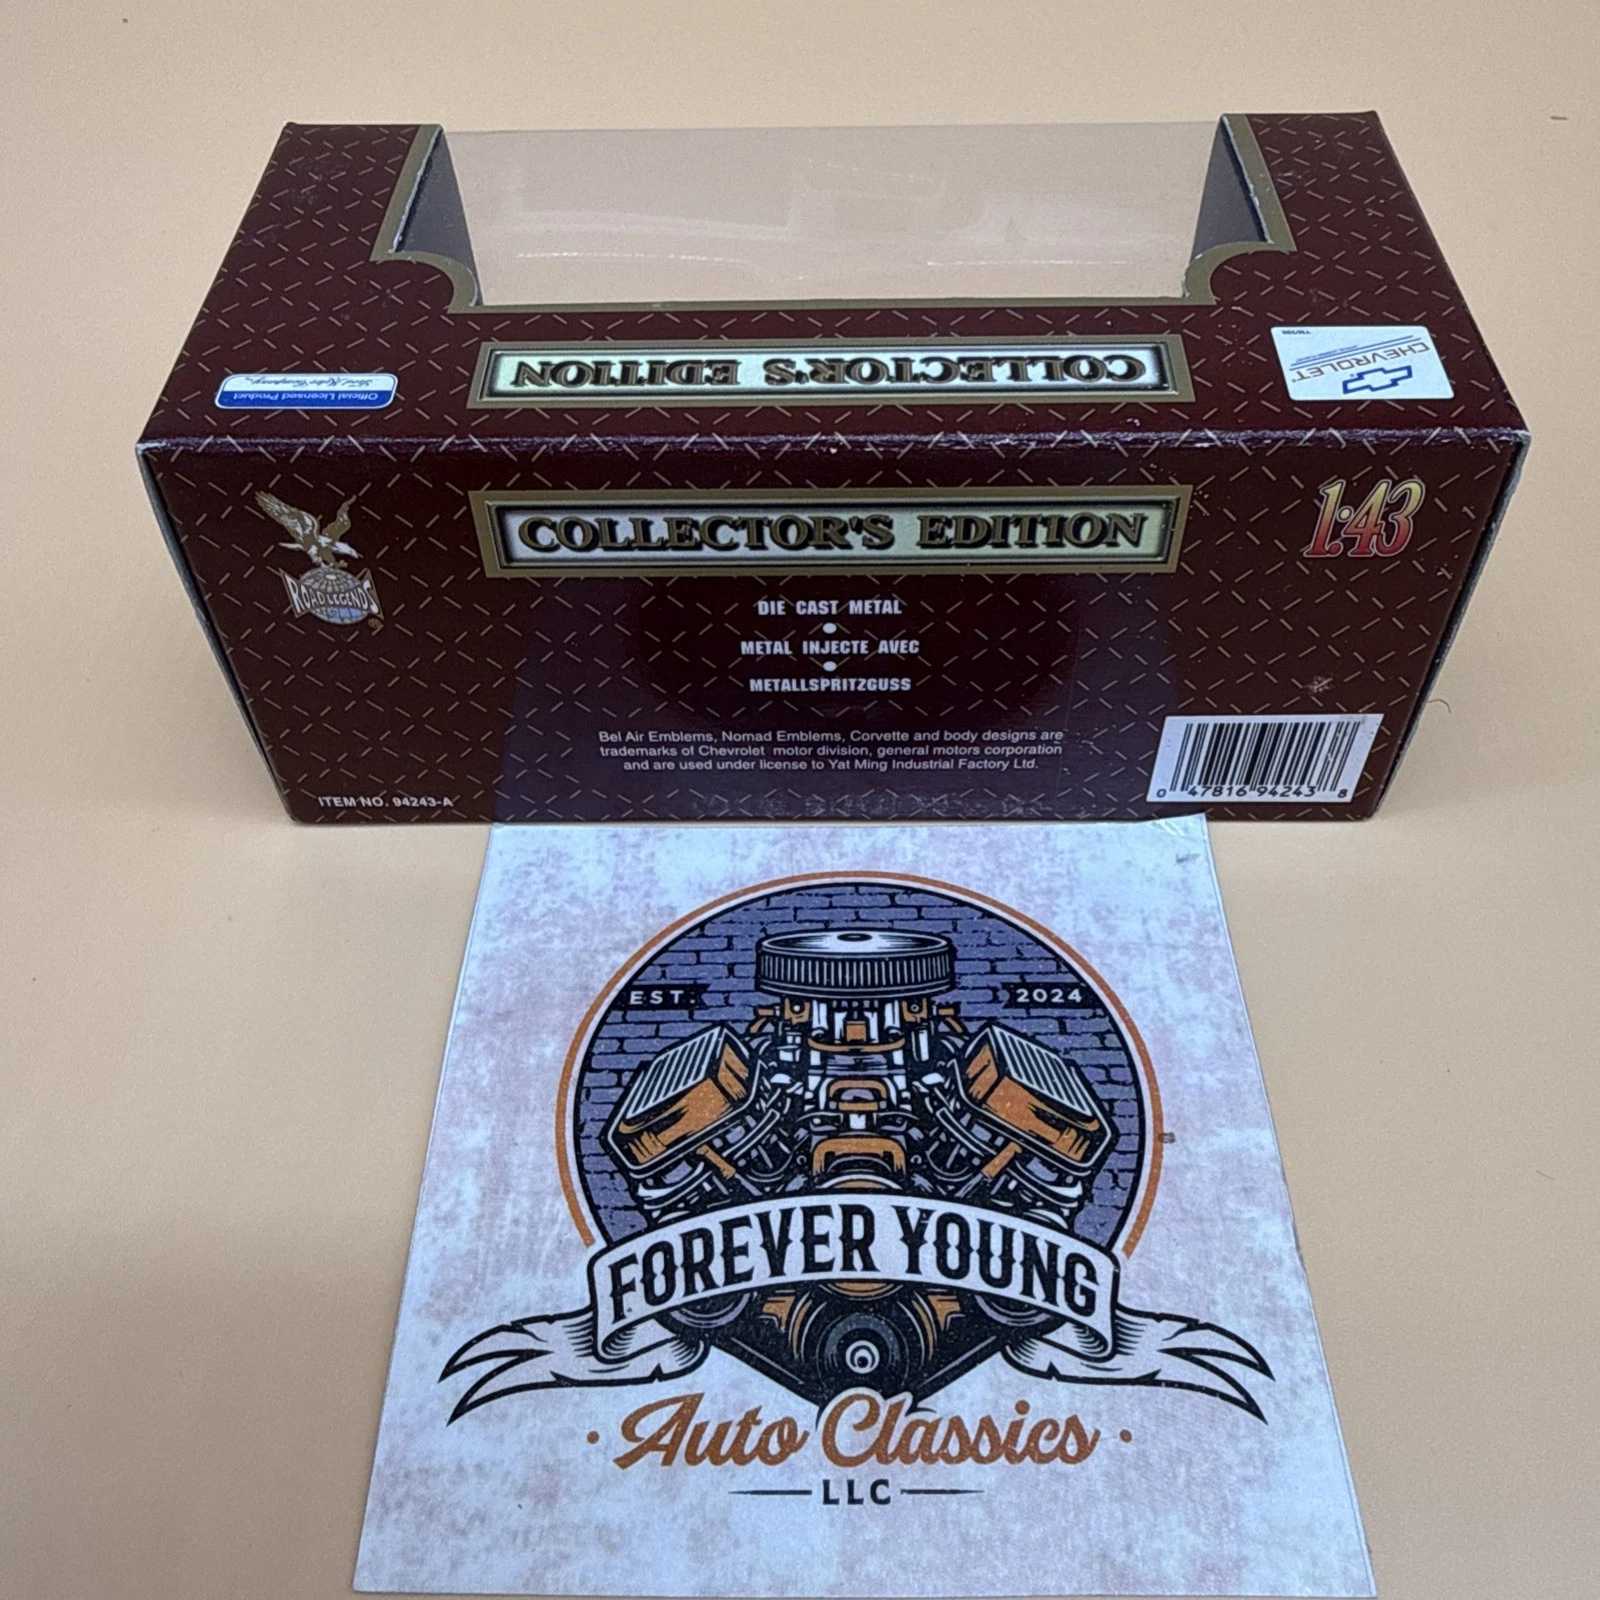 COLLECTOR'S EDITION
CHEVROLET
Official Licensed Product
Ford Motor Company
COLLECTOR'S EDITION
1:43
ROAD LEGENDS
DIE CAST METAL
METAL INJECTE AVEC
METALLSPRITZGUSS
Bel Air Emblems, Nomad Emblems, Corvette and body designs are
trademarks of Chevrolet motor division, general motors corporation
and are used under license to Yat Ming Industrial Factory Ltd.
ITEM NO. 94243-A
0 47816 94243 8
EST. 2024
FOREVER YOUNG
Auto Classics
LLC